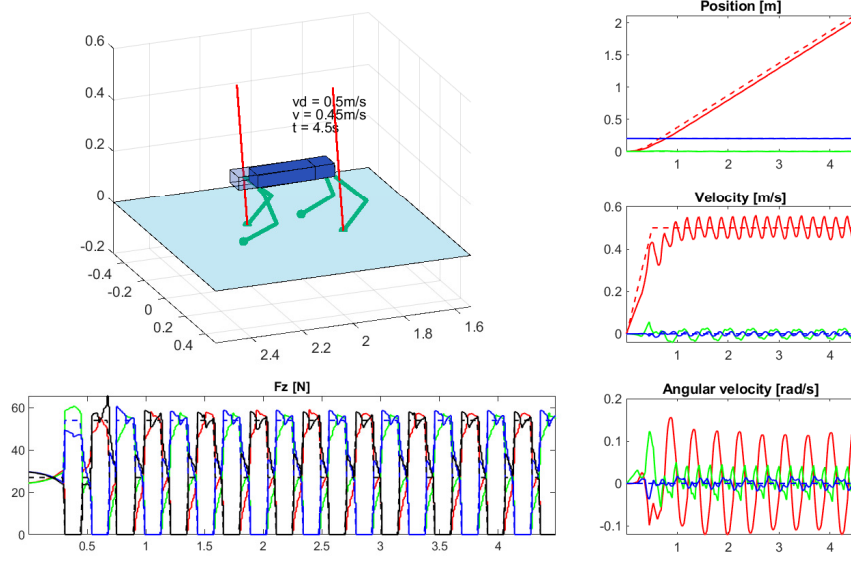 Position [m]
0.6
0.4
0.2
0
-0.2
-0.4
-0.2
0
0.2
0.4
2.4
2.2
2
1.8
1.6
vd = 0.5m/s
v = 0.45m/s
t = 4.5s
2
1.5
1
0.5
0
1 2 3 4
Velocity [m/s]
0.6
0.4
0.2
0
1 2 3 4
Fz [N]
60
40
20
0
0.5 1 1.5 2 2.5 3 3.5 4
Angular velocity [rad/s]
0.2
0.1
0
-0.1
1 2 3 4